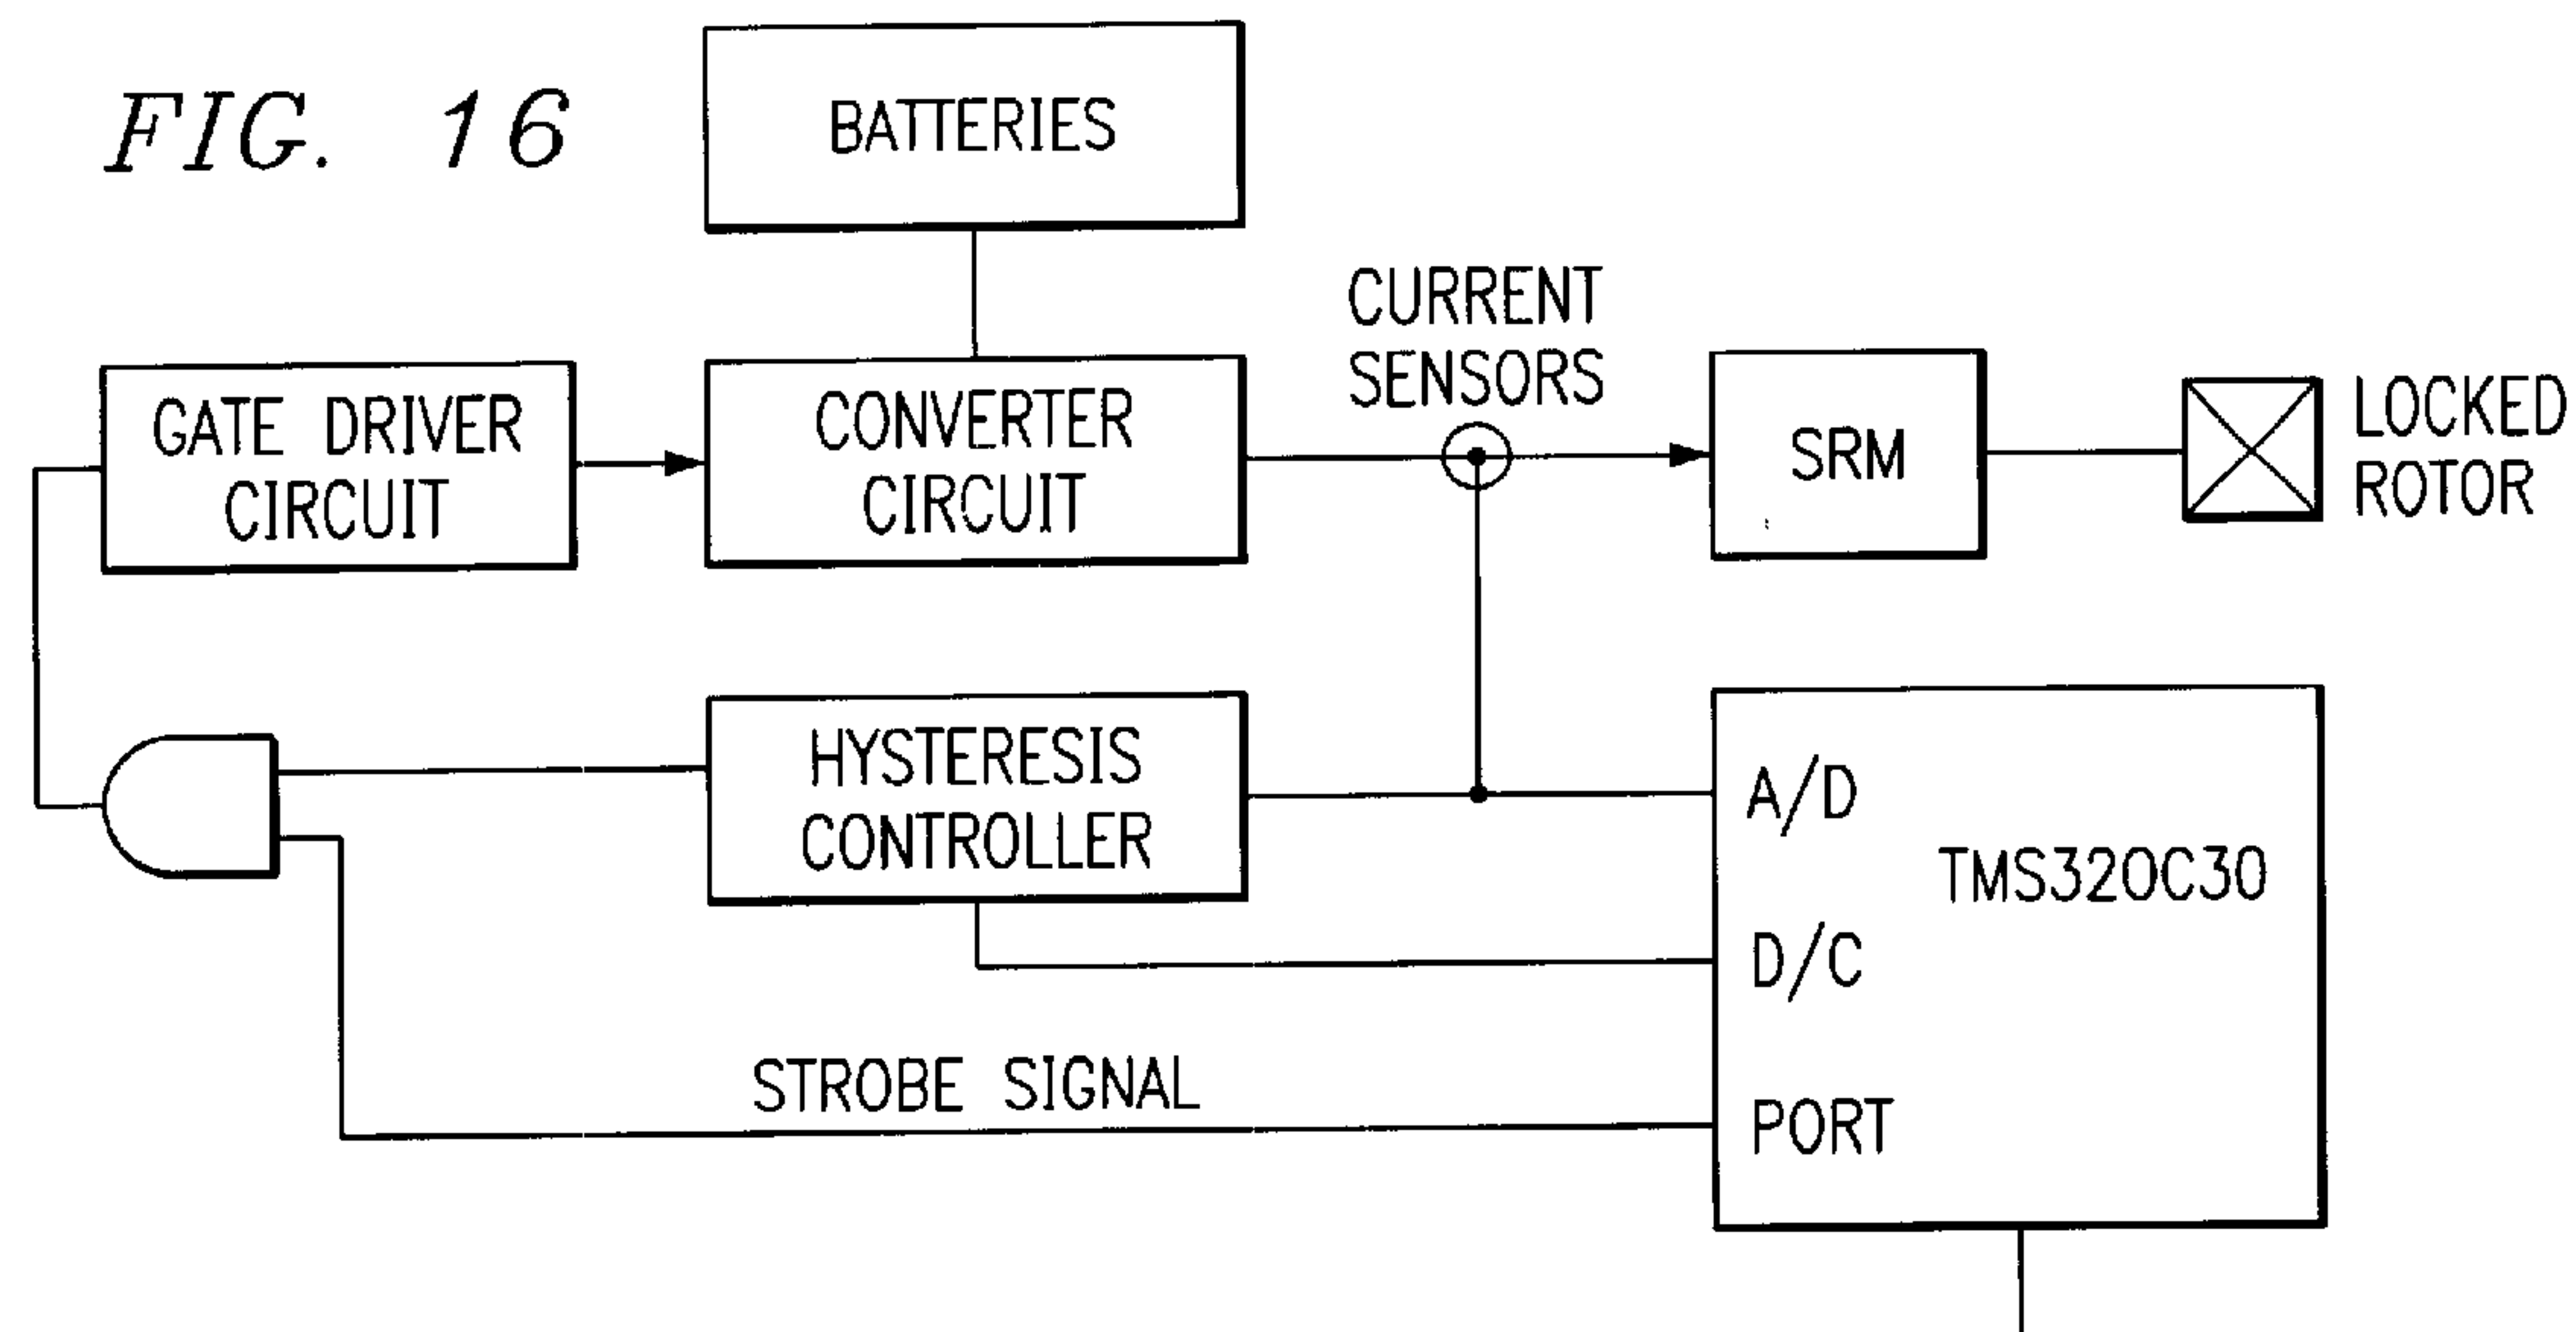 FIG. 16
BATTERIES
CURRENT
SENSORS
GATE DRIVER
CIRCUIT
CONVERTER
CIRCUIT
SRM
LOCKED
ROTOR
HYSTERESIS
CONTROLLER
A/D
TMS320C30
D/C
STROBE SIGNAL
PORT